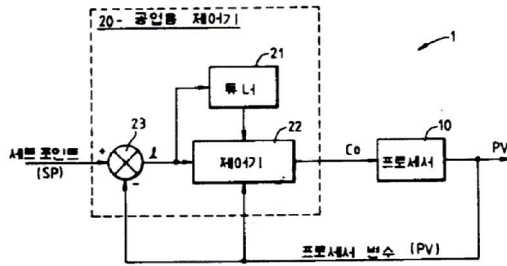 20- 공업용 제어기
1
21
튜너
23
22
10
세트 포인트
(SP)
+
-
l
제어기
Co
프로세서
PV
프로세서 변수 (PV)